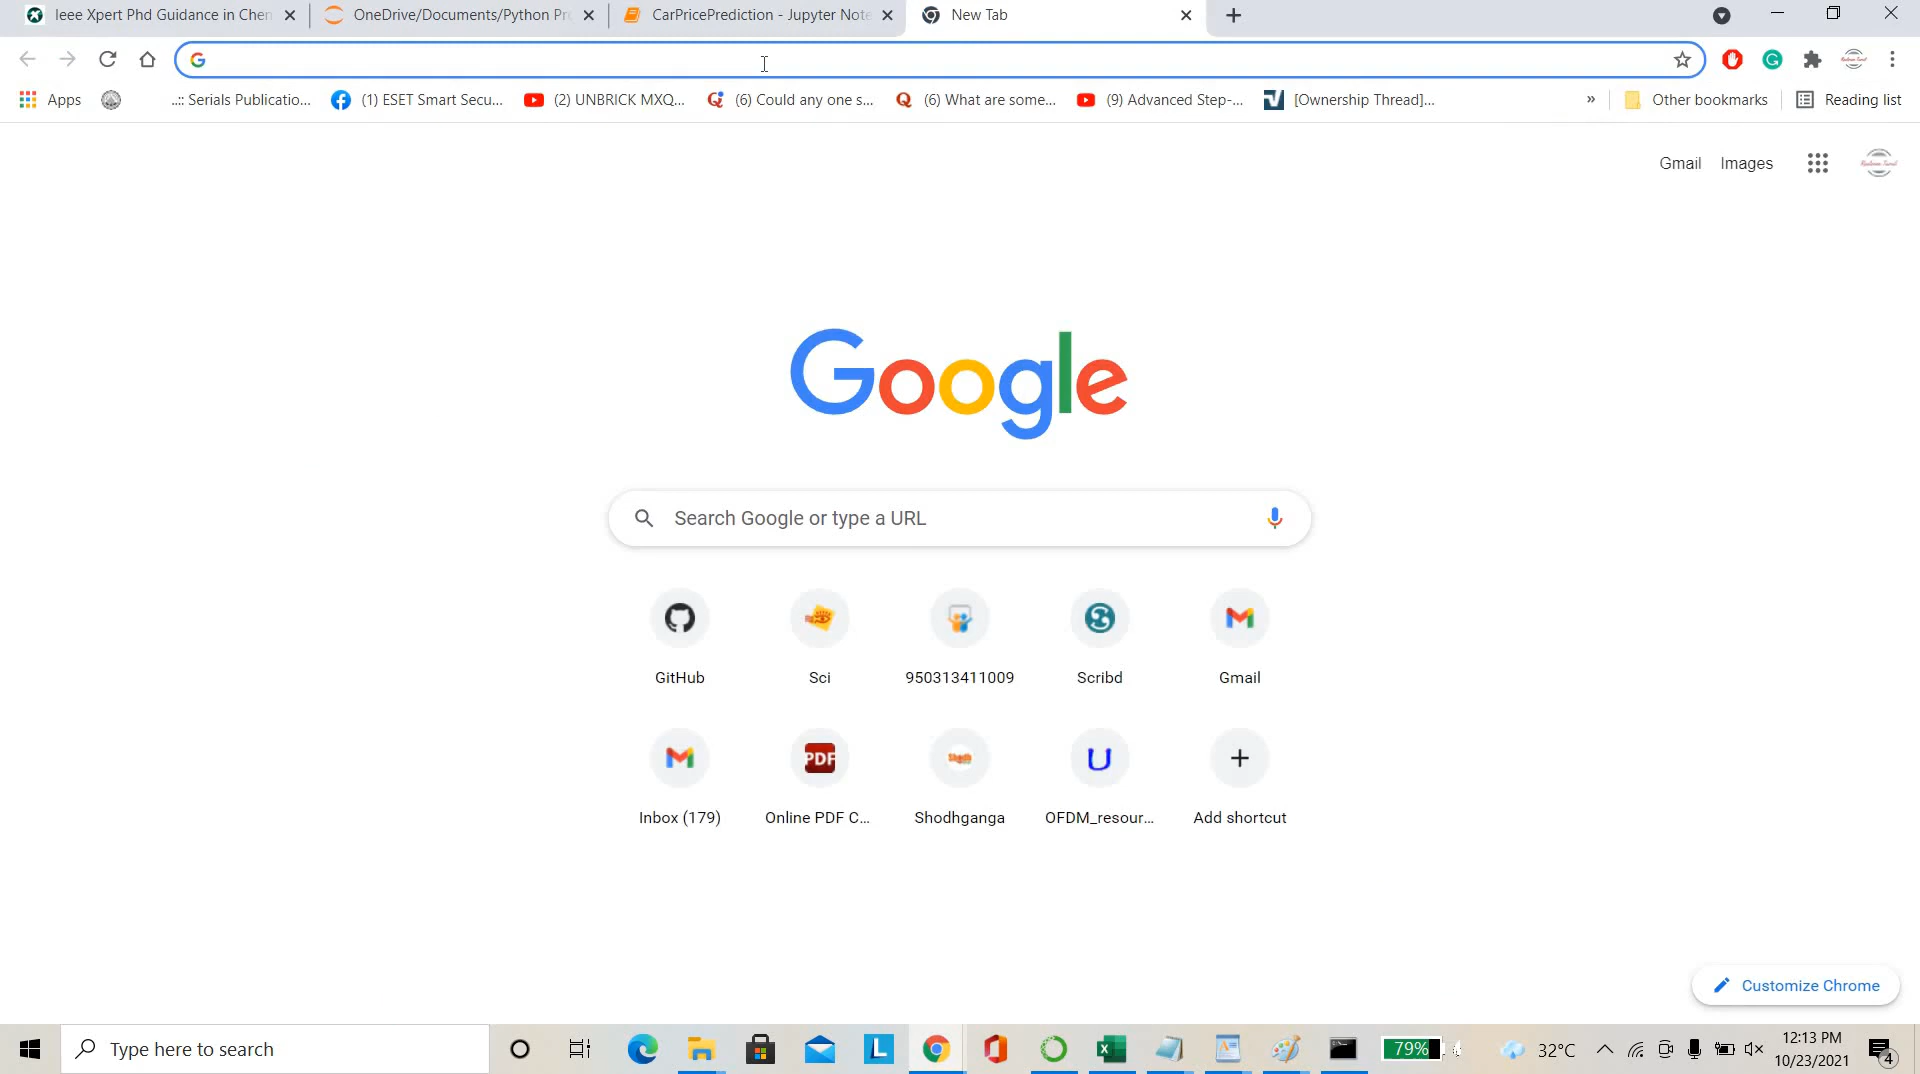 Ieee Xpert Phd Guidance in Chen
OneDrive/Documents/Python Pr
CarPricePrediction - Jupyter Note
New Tab
Apps
..:: Serials Publicatio...
(1) ESET Smart Secu...
(2) UNBRICK MXQ...
(6) Could any one s...
(6) What are some...
(9) Advanced Step-...
[Ownership Thread]...
»
Other bookmarks
Reading list
Gmail
Images
Google
Search Google or type a URL
GitHub
Sci
950313411009
Scribd
Gmail
Inbox (179)
PDF
Online PDF C...
Shodhganga
OFDM_resour...
Add shortcut
Customize Chrome
Type here to search
79%
32°C
12:13 PM
10/23/2021
4